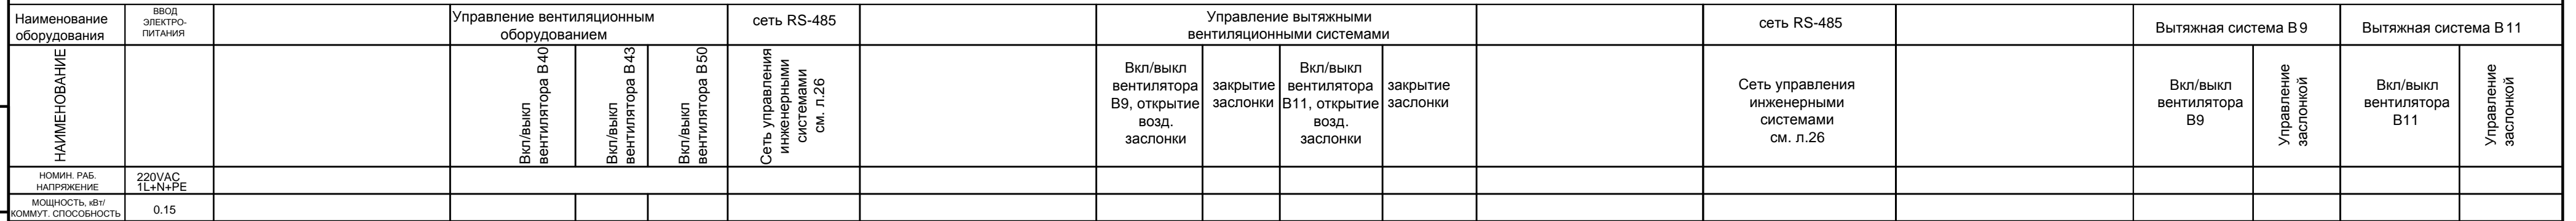 Наименование
оборудования
ВВОД
ЭЛЕКТРО-
ПИТАНИЯ
Управление вентиляционным
оборудованием
сеть RS-485
Управление вытяжными
вентиляционными системами
сеть RS-485
Вытяжная система В9
Вытяжная система В11
НАИМЕНОВАНИЕ
Вкл/выкл
вентилятора В40
Вкл/выкл
вентилятора В43
Вкл/выкл
вентилятора В50
Сеть управления
инженерными
системами
см. л.26
Вкл/выкл
вентилятора
В9, открытие
возд.
заслонки
закрытие
заслонки
Вкл/выкл
вентилятора
В11, открытие
возд.
заслонки
закрытие
заслонки
Сеть управления
инженерными
системами
см. л.26
Вкл/выкл
вентилятора
В9
Управление
заслонкой
Вкл/выкл
вентилятора
В11
Управление
заслонкой
НОМИН. РАБ.
НАПРЯЖЕНИЕ
220VAC
1L+N+PE
МОЩНОСТЬ, кВт/
КОММУТ. СПОСОБНОСТЬ
0.15